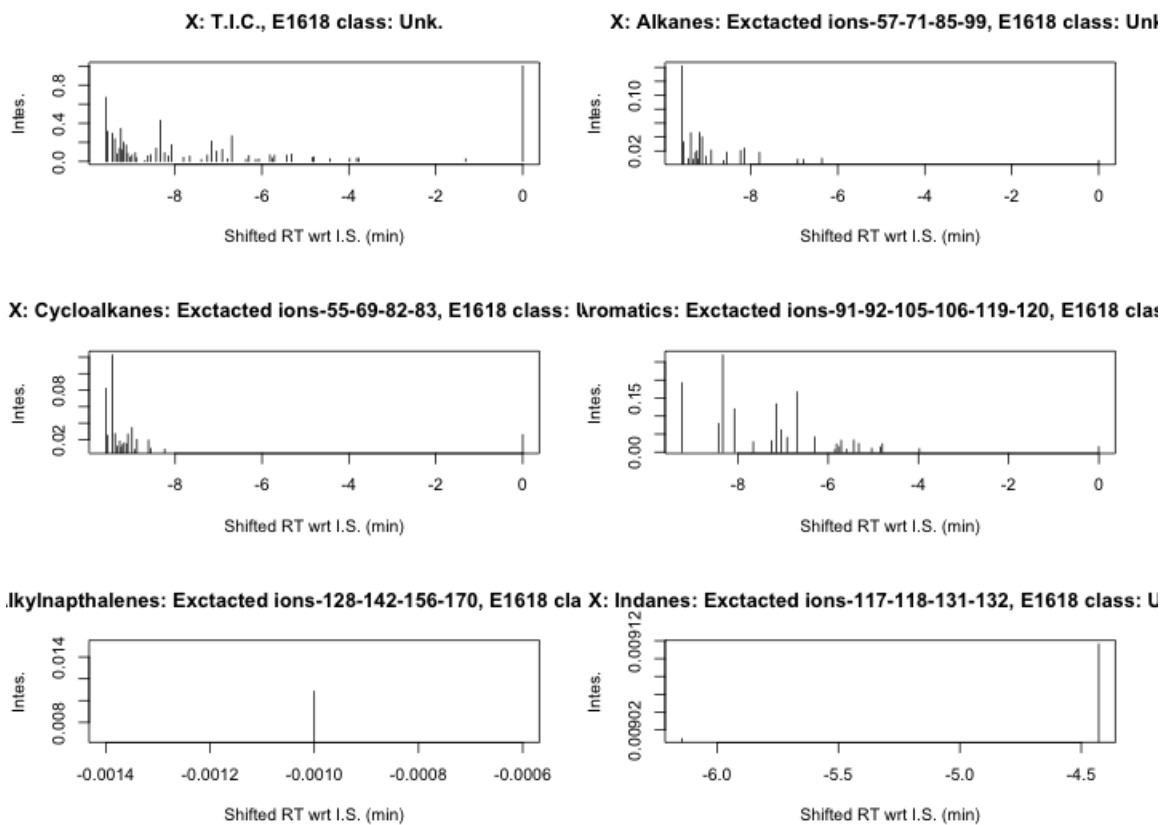 X: T.I.C., E1618 class: Unk.
Intes.
0.0 0.4 0.8
-8 -6 -4 -2 0
Shifted RT wrt I.S. (min)
X: Alkanes: Exctacted ions-57-71-85-99, E1618 class: Unk
Intes.
0.02 0.10
-8 -6 -4 -2 0
Shifted RT wrt I.S. (min)
X: Cycloalkanes: Exctacted ions-55-69-82-83, E1618 class: U
Intes.
0.02 0.08
-8 -6 -4 -2 0
Shifted RT wrt I.S. (min)
Aromatics: Exctacted ions-91-92-105-106-119-120, E1618 clas
Intes.
0.00 0.15
-8 -6 -4 -2 0
Shifted RT wrt I.S. (min)
lkylnapthalenes: Exctacted ions-128-142-156-170, E1618 cla
Intes.
0.008 0.014
-0.0014 -0.0012 -0.0010 -0.0008 -0.0006
Shifted RT wrt I.S. (min)
X: Indanes: Exctacted ions-117-118-131-132, E1618 class: U
Intes.
0.00902 0.00912
-6.0 -5.5 -5.0 -4.5
Shifted RT wrt I.S. (min)